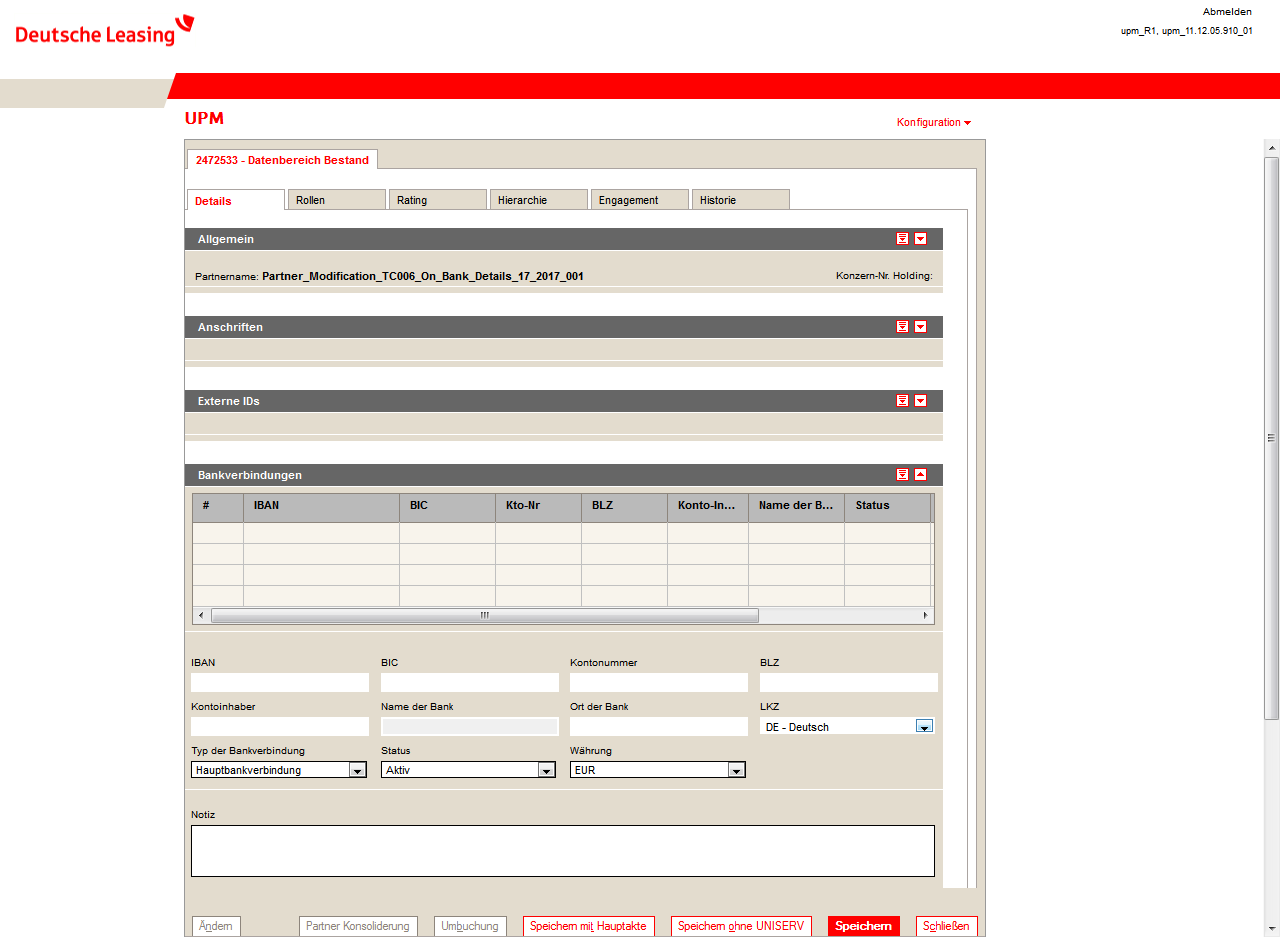 Deutsche Leasing
Abmelden
upm_R1, upm_11.12.05.910_01
UPM
Konfiguration
2472533 - Datenbereich Bestand
Details Rollen Rating Hierarchie Engagement Historie
Allgemein
Partnername: Partner_Modification_TC006_On_Bank_Details_17_2017_001 Konzern-Nr. Holding:
Anschriften
Externe IDs
Bankverbindungen
# IBAN BIC Kto-Nr BLZ Konto-In... Name der B... Status
IBAN BIC Kontonummer BLZ
Kontoinhaber Name der Bank Ort der Bank LKZ
DE - Deutsch
Typ der Bankverbindung Status Währung
Hauptbankverbindung Aktiv EUR
Notiz
Ändern Partner Konsolidierung Umbuchung Speichern mit Hauptakte Speichern ohne UNISERV Speichern Schließen